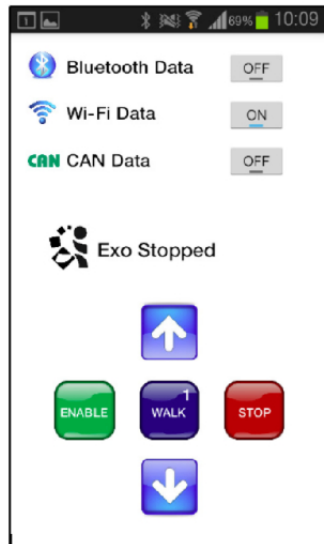 1 69% 10:09
Bluetooth Data OFF
Wi-Fi Data ON
CAN CAN Data OFF
Exo Stopped
1
ENABLE WALK STOP